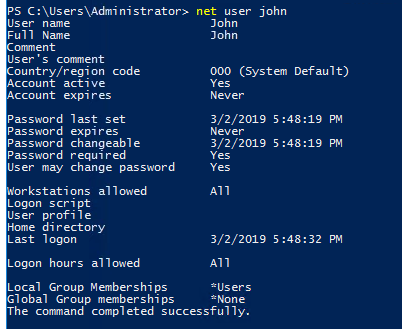 PS C:\Users\Administrator> net user john
User name John
Full Name John
Comment
User's comment
Country/region code 000 (System Default)
Account active Yes
Account expires Never
Password last set 3/2/2019 5:48:19 PM
Password expires Never
Password changeable 3/2/2019 5:48:19 PM
Password required Yes
User may change password Yes
Workstations allowed All
Logon script
User profile
Home directory
Last logon 3/2/2019 5:48:32 PM
Logon hours allowed All
Local Group Memberships *Users
Global Group memberships *None
The command completed successfully.